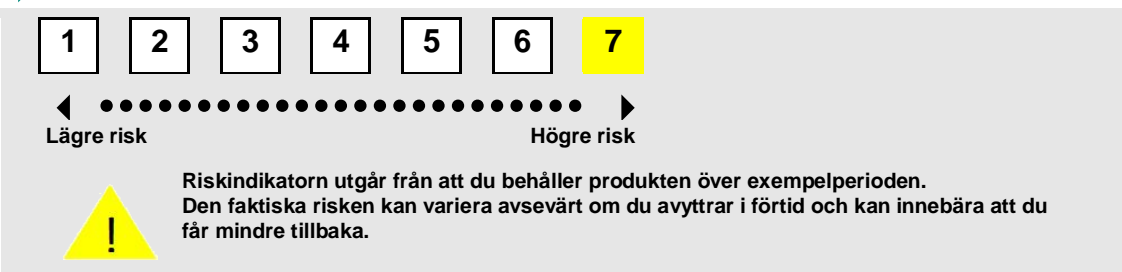 1 2 3 4 5 6 7
Lägre risk Högre risk
Riskindikatorn utgår från att du behåller produkten över exempelperioden.
Den faktiska risken kan variera avsevärt om du avyttrar i förtid och kan innebära att du
får mindre tillbaka.
!